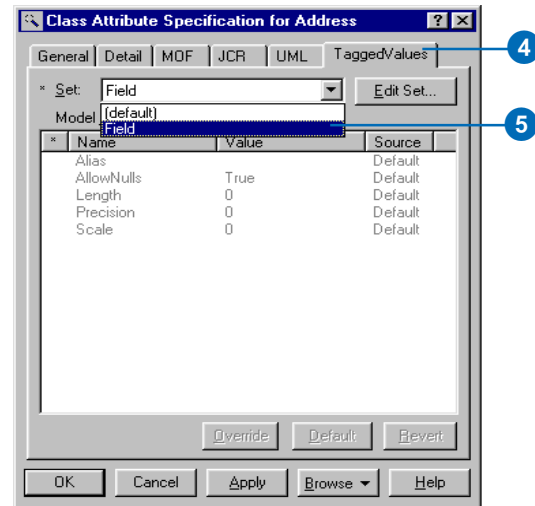 Class Attribute Specification for Address
General Detail MOF JCR UML TaggedValues 4
* Set: Field Edit Set...
(default)
Model
Field 5
* Name Value Source
Alias Default
AllowNulls True Default
Length 0 Default
Precision 0 Default
Scale 0 Default
Override Default Revert
OK Cancel Apply Browse Help